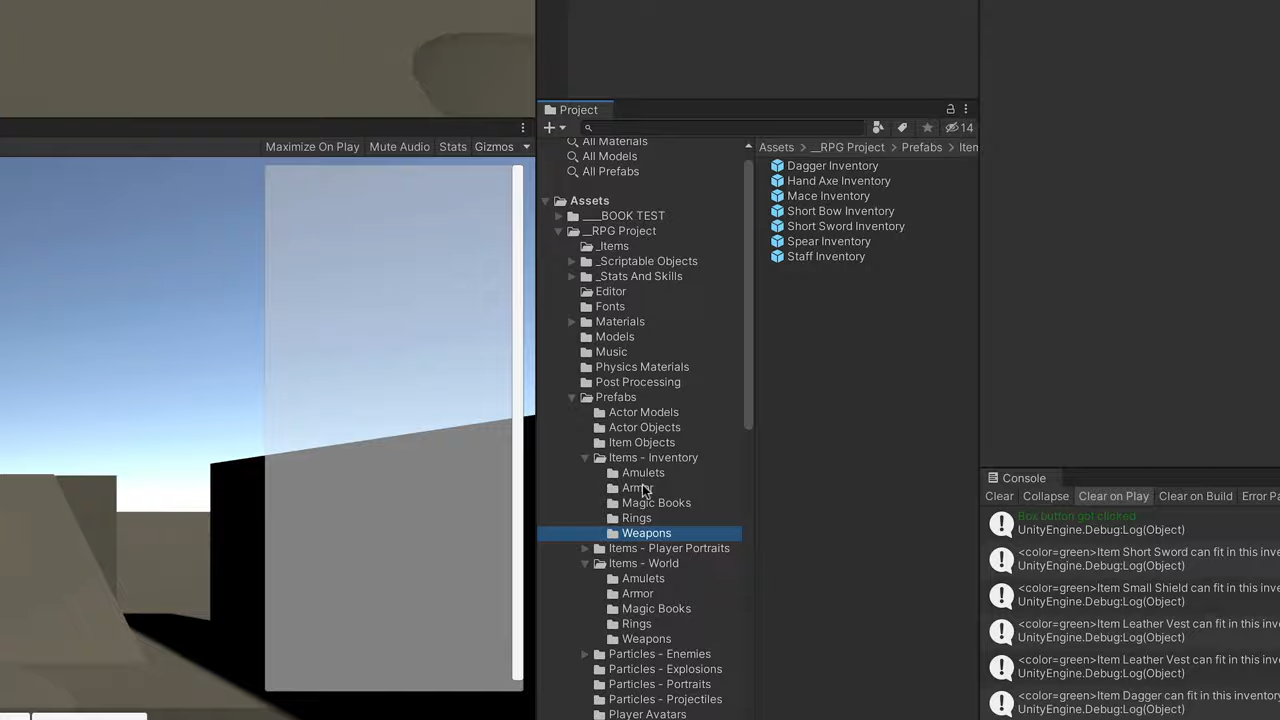 Maximize On Play Mute Audio Stats Gizmos
Project
14
All Materials
All Models
All Prefabs
Assets
____BOOK TEST
__RPG Project
_Items
_Scriptable Objects
_Stats And Skills
Editor
Fonts
Materials
Models
Music
Physics Materials
Post Processing
Prefabs
Actor Models
Actor Objects
Item Objects
Items - Inventory
Amulets
Armor
Magic Books
Rings
Weapons
Items - Player Portraits
Items - World
Amulets
Armor
Magic Books
Rings
Weapons
Particles - Enemies
Particles - Explosions
Particles - Portraits
Particles - Projectiles
Player Avatars
Assets > __RPG Project > Prefabs > Iten
Dagger Inventory
Hand Axe Inventory
Mace Inventory
Short Bow Inventory
Short Sword Inventory
Spear Inventory
Staff Inventory
Console
Clear Collapse Clear on Play Clear on Build Error Pa
Box button got clicked
UnityEngine.Debug:Log(Object)
<color=green>Item Short Sword can fit in this inve
UnityEngine.Debug:Log(Object)
<color=green>Item Small Shield can fit in this inve
UnityEngine.Debug:Log(Object)
<color=green>Item Leather Vest can fit in this inve
UnityEngine.Debug:Log(Object)
<color=green>Item Leather Vest can fit in this inve
UnityEngine.Debug:Log(Object)
<color=green>Item Dagger can fit in this inventory
UnityEngine.Debug:Log(Object)